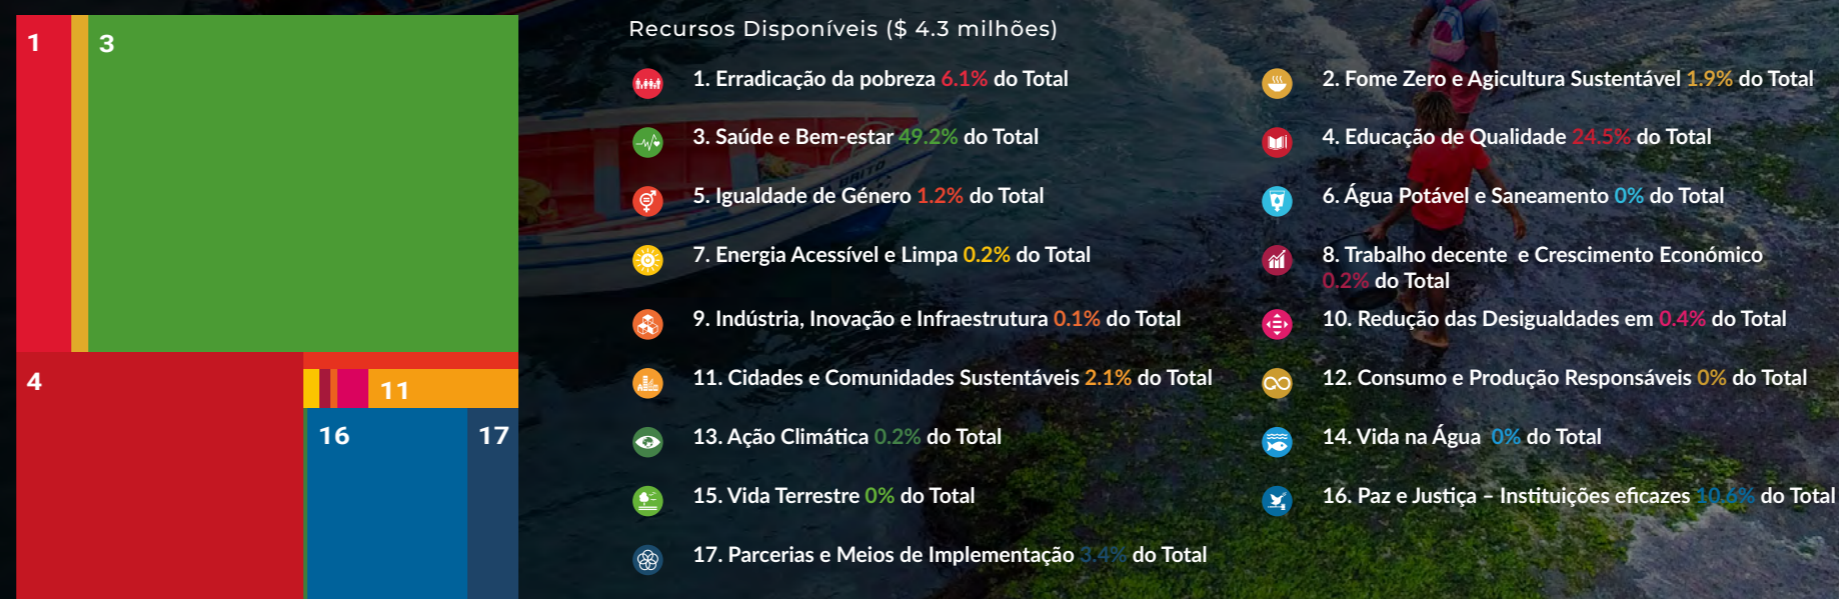 1
3
4
11
16
17
Recursos Disponíveis ($ 4.3 milhões)
1. Erradicação da pobreza 6.1% do Total
2. Fome Zero e Agicultura Sustentável 1.9% do Total
3. Saúde e Bem-estar 49.2% do Total
4. Educação de Qualidade 24.5% do Total
5. Igualdade de Género 1.2% do Total
6. Água Potável e Saneamento 0% do Total
7. Energia Acessível e Limpa 0.2% do Total
8. Trabalho decente e Crescimento Económico
0.2% do Total
9. Indústria, Inovação e Infraestrutura 0.1% do Total
10. Redução das Desigualdades em 0.4% do Total
11. Cidades e Comunidades Sustentáveis 2.1% do Total
12. Consumo e Produção Responsáveis 0% do Total
13. Ação Climática 0.2% do Total
14. Vida na Água 0% do Total
15. Vida Terrestre 0% do Total
16. Paz e Justiça – Instituições eficazes 10.6% do Total
17. Parcerias e Meios de Implementação 3.4% do Total